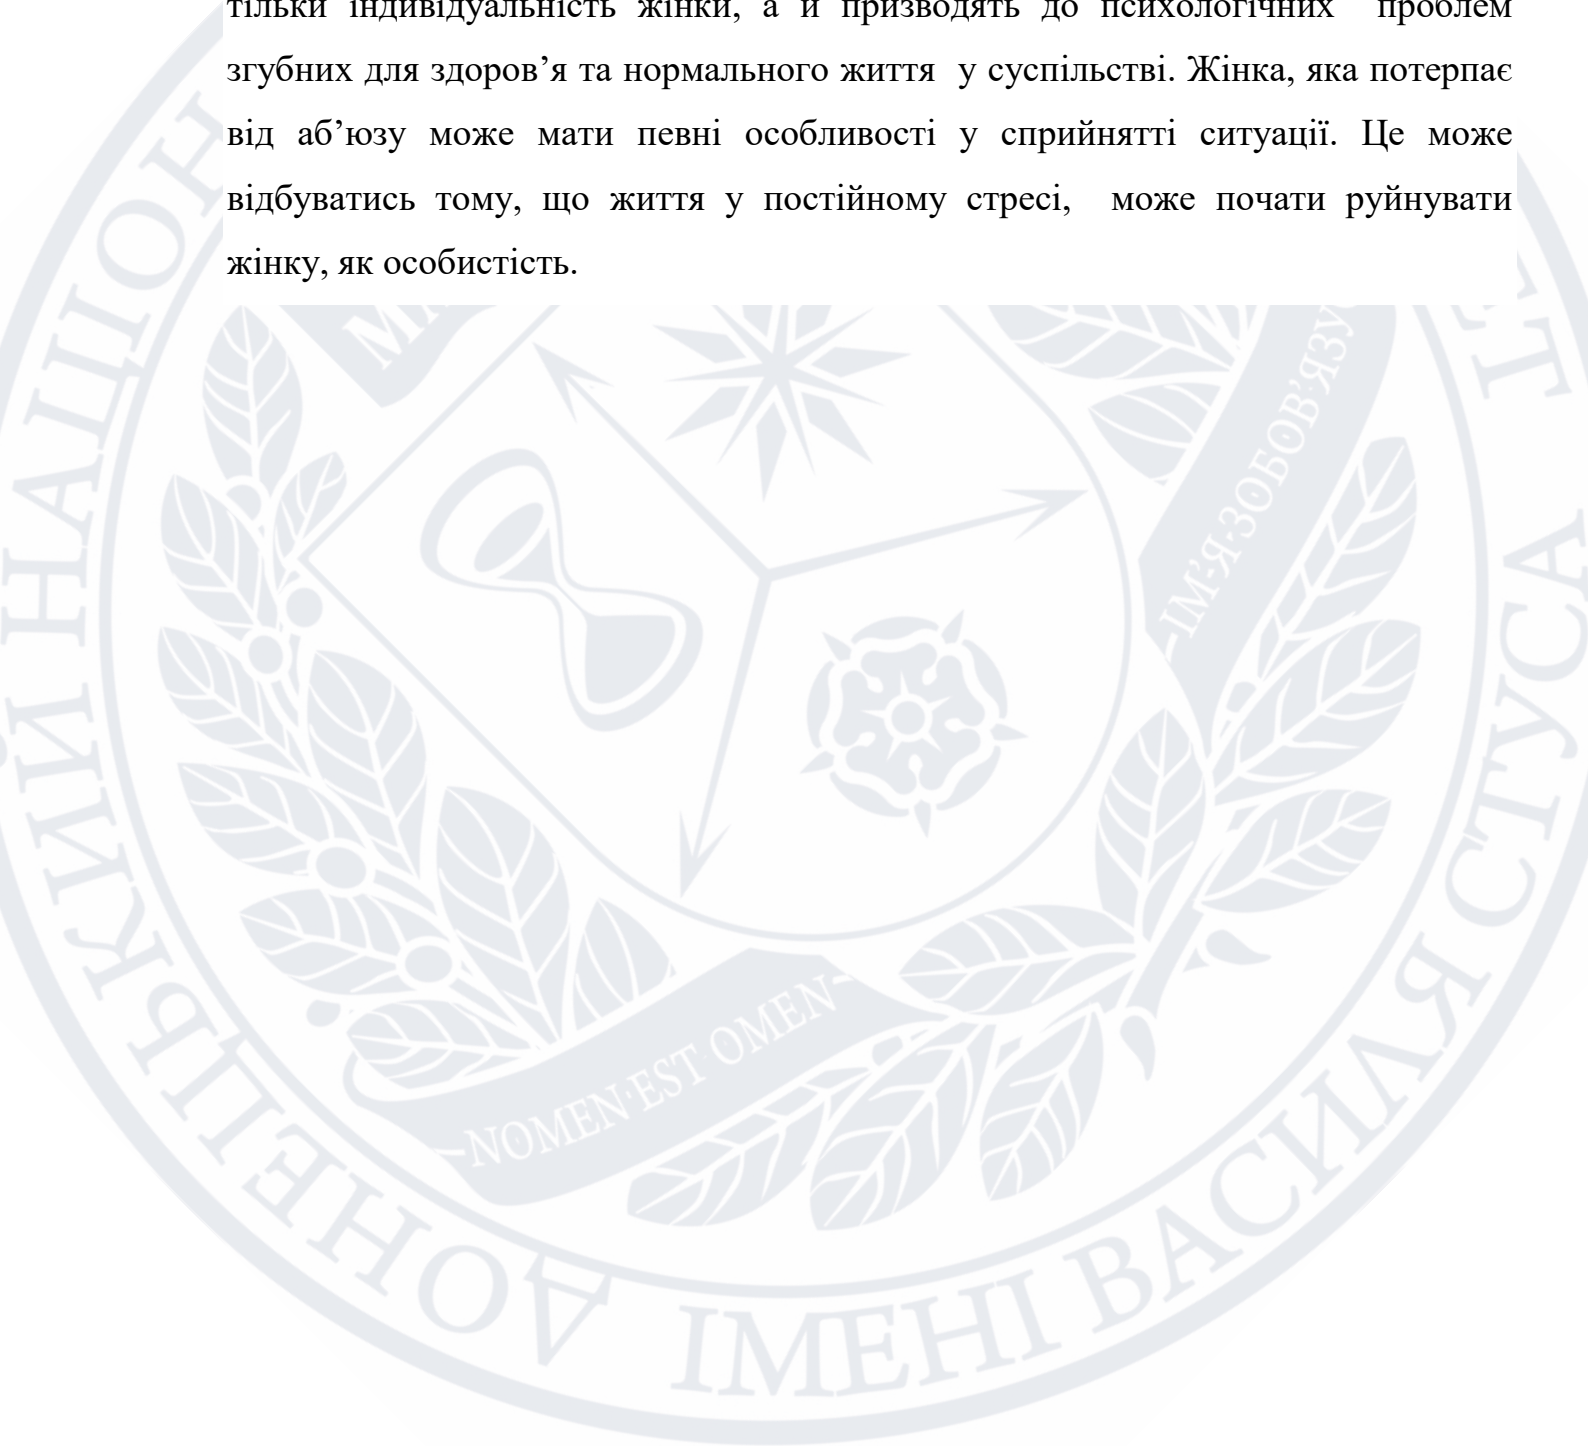 тільки індивідуальність жінки, а й призводять до психологічних проблем
згубних для здоров’я та нормального життя у суспільстві. Жінка, яка потерпає
від аб’юзу може мати певні особливості у сприйнятті ситуації. Це може
відбуватись тому, що життя у постійному стресі, може почати руйнувати
жінку, як особистість.
ІМ’Я·ЗОБОВ’ЯЗУ
NOMEN·EST·OMEN
ДОНЕЦЬКИЙ НАЦІОН
ІМЕНІ ВАСИЛЯ СТУСА